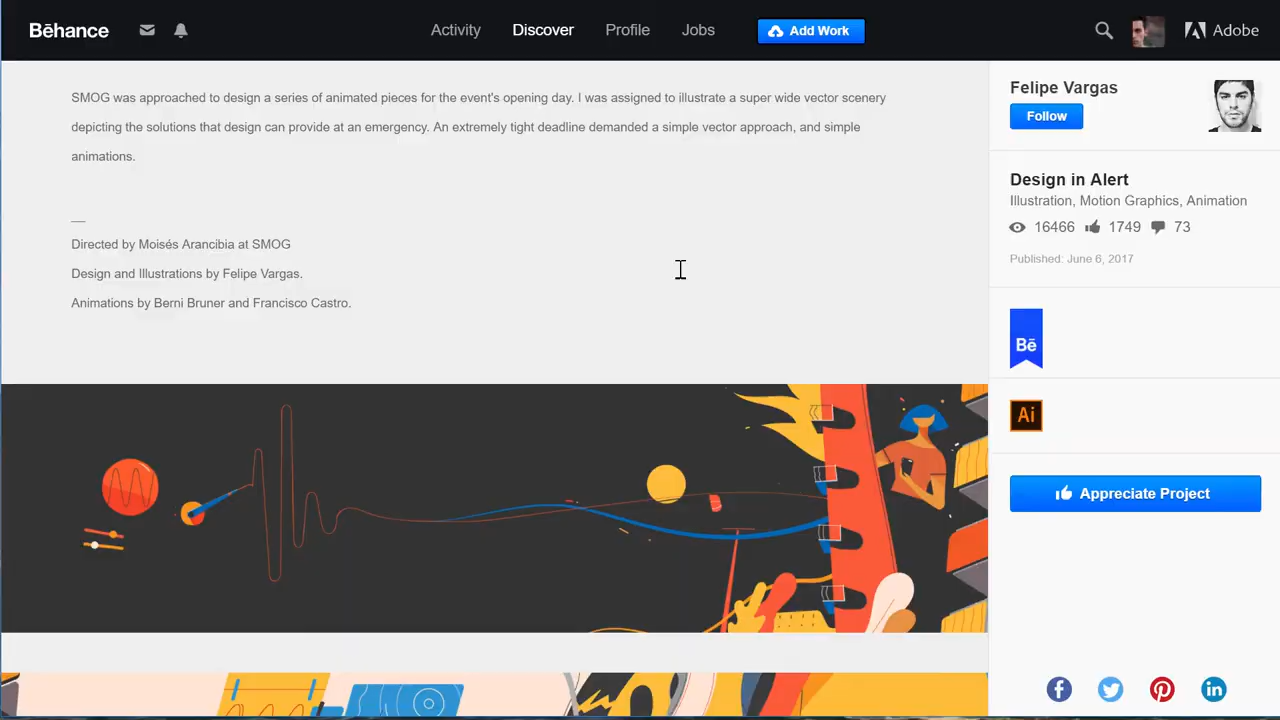 Bēhance
Activity Discover Profile Jobs Add Work
Adobe
SMOG was approached to design a series of animated pieces for the event's opening day. I was assigned to illustrate a super wide vector scenery
depicting the solutions that design can provide at an emergency. An extremely tight deadline demanded a simple vector approach, and simple
animations.
—
Directed by Moisés Arancibia at SMOG
Design and Illustrations by Felipe Vargas.
Animations by Berni Bruner and Francisco Castro.
Felipe Vargas
Follow
Design in Alert
Illustration, Motion Graphics, Animation
16466 1749 73
Published: June 6, 2017
Bē
Ai
Appreciate Project